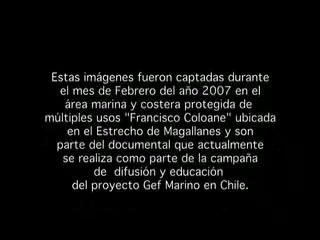 Estas imágenes fueron captadas durante
el mes de Febrero del año 2007 en el
área marina y costera protegida de
múltiples usos "Francisco Coloane" ubicada
en el Estrecho de Magallanes y son
parte del documental que actualmente
se realiza como parte de la campaña
de difusión y educación
del proyecto Gef Marino en Chile.